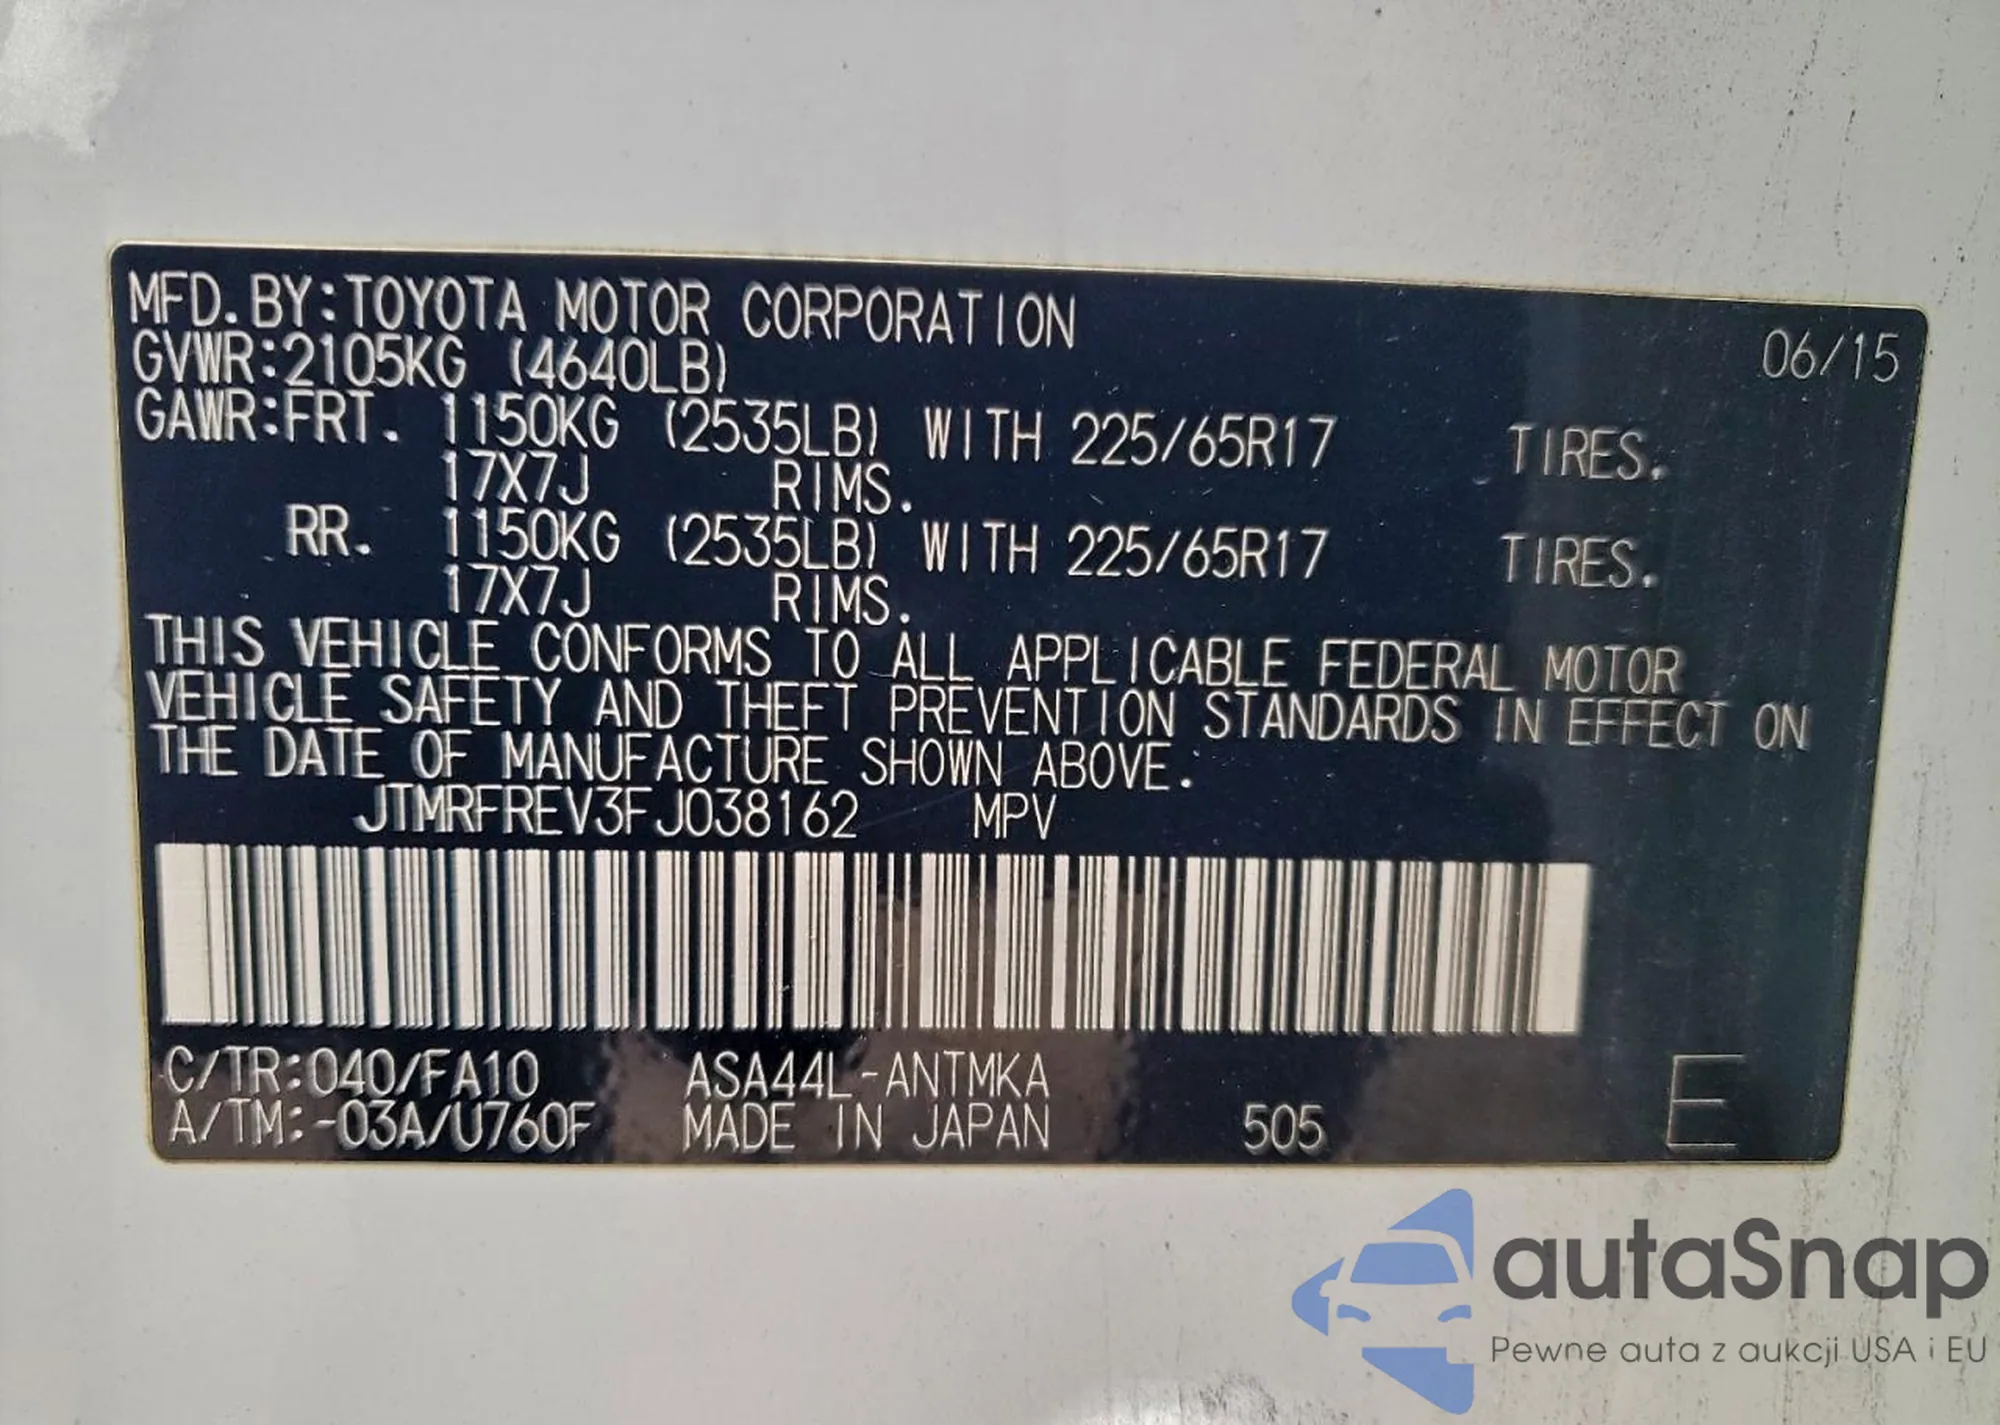 MFD. BY:TOYOTA MOTOR CORPORATION 06/15
GVWR:2105KG (4640LB)
GAWR:FRT. 1150KG (2535LB) WITH 225/65R17 TIRES.
17X7J RIMS.
RR. 1150KG (2535LB) WITH 225/65R17 TIRES.
17X7J RIMS.
THIS VEHICLE CONFORMS TO ALL APPLICABLE FEDERAL MOTOR
VEHICLE SAFETY AND THEFT PREVENTION STANDARDS IN EFFECT ON
THE DATE OF MANUFACTURE SHOWN ABOVE.
JTMRFREV3FJ038162 MPV
C/TR:040/FA10 ASA44L-ANTMKA
A/TM:-03A/U760F MADE IN JAPAN 505 E
autaSnap
Pewne auta z aukcji USA i EU